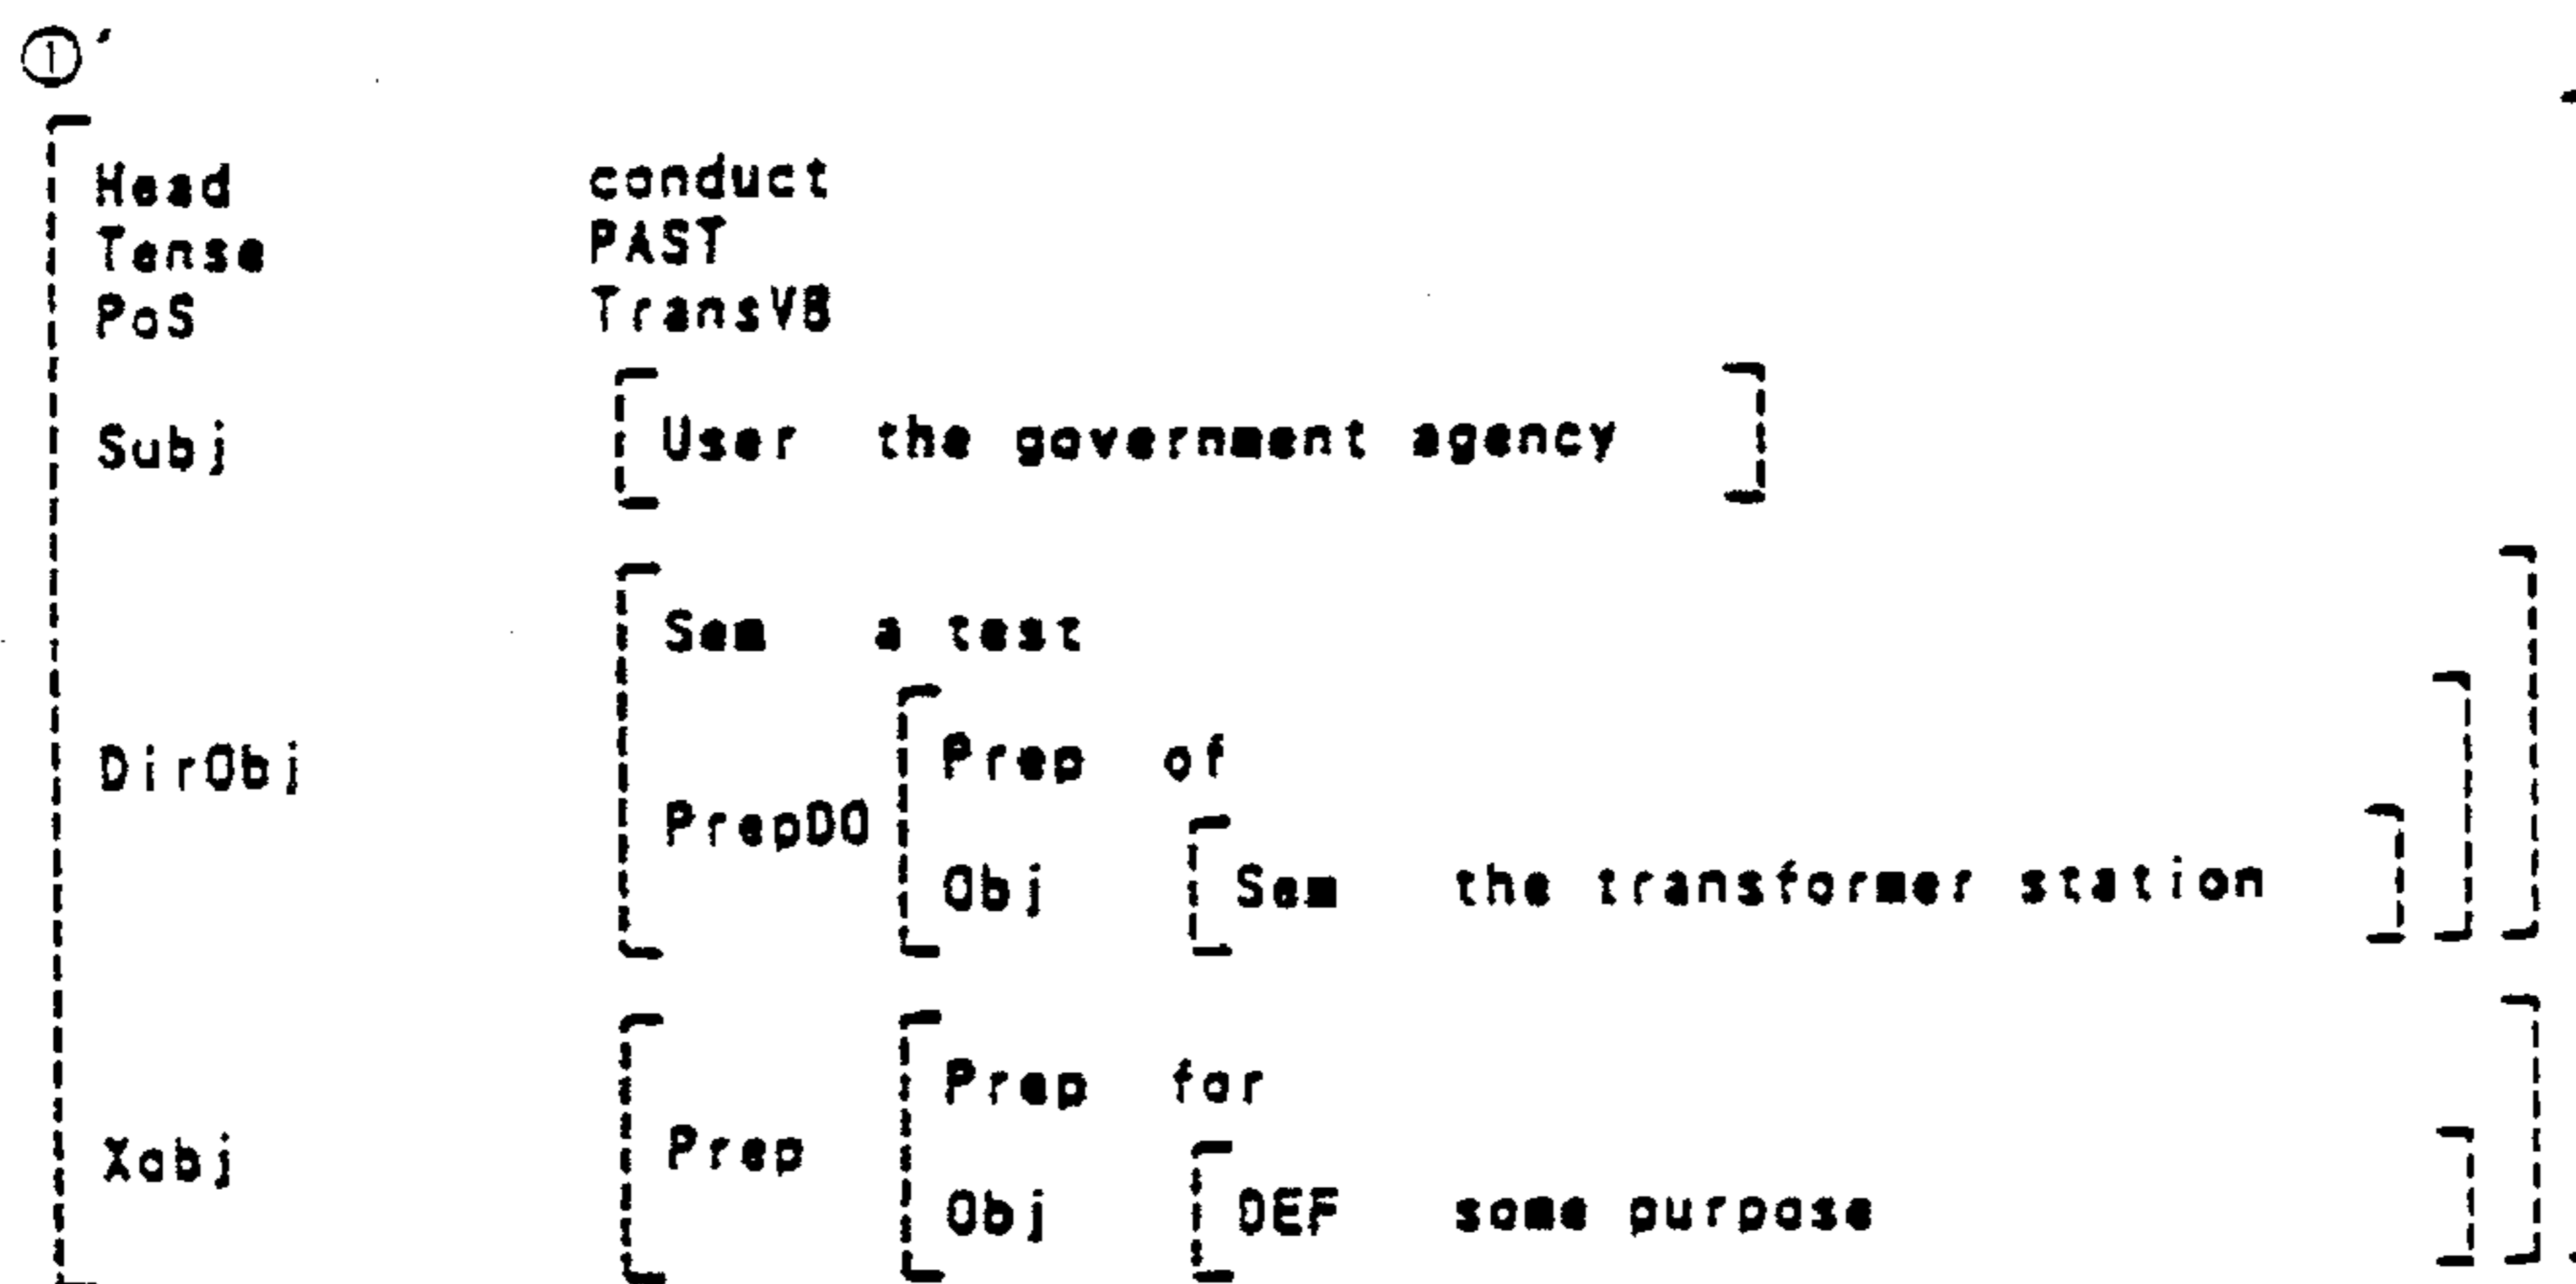 ①'
Head conduct
Tense PAST
PoS TransVB
Subj User the government agency
Sem a test
Prep of
DirObj
PrepDO
Obj Sem the transformer station
Prep for
Prep
Xobj
Obj DEF some purpose